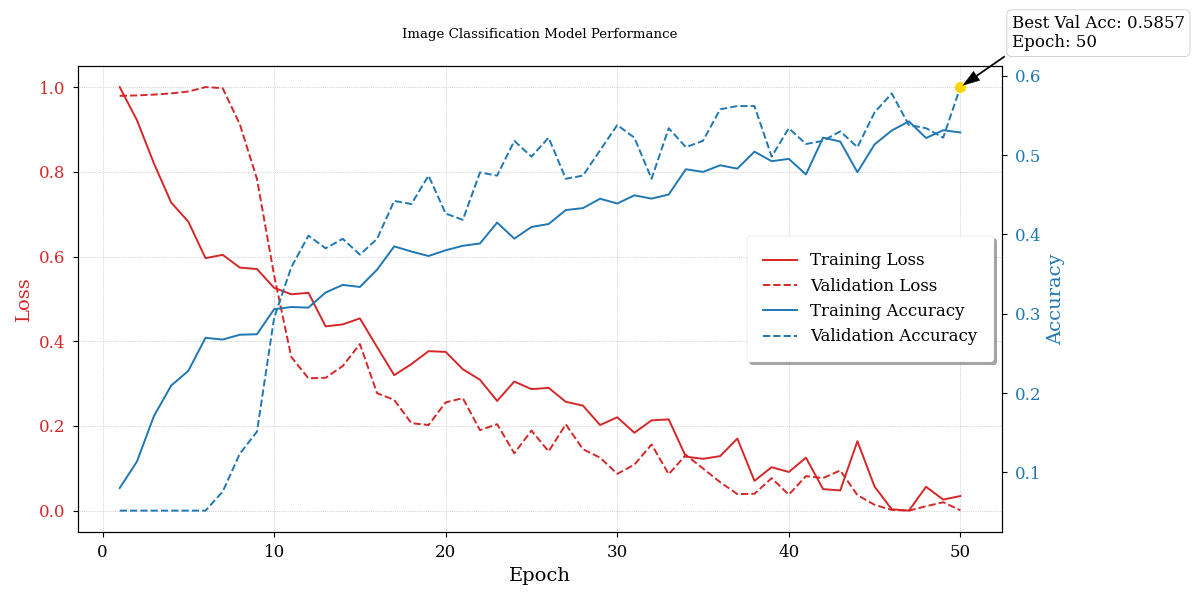 Best Val Acc: 0.5857
Epoch: 50
Image Classification Model Performance
1.0
0.8
0.6
0.4
0.2
0.0
Loss
0.6
0.5
0.4
0.3
0.2
0.1
Accuracy
Training Loss
Validation Loss
Training Accuracy
Validation Accuracy
0 10 20 30 40 50
Epoch